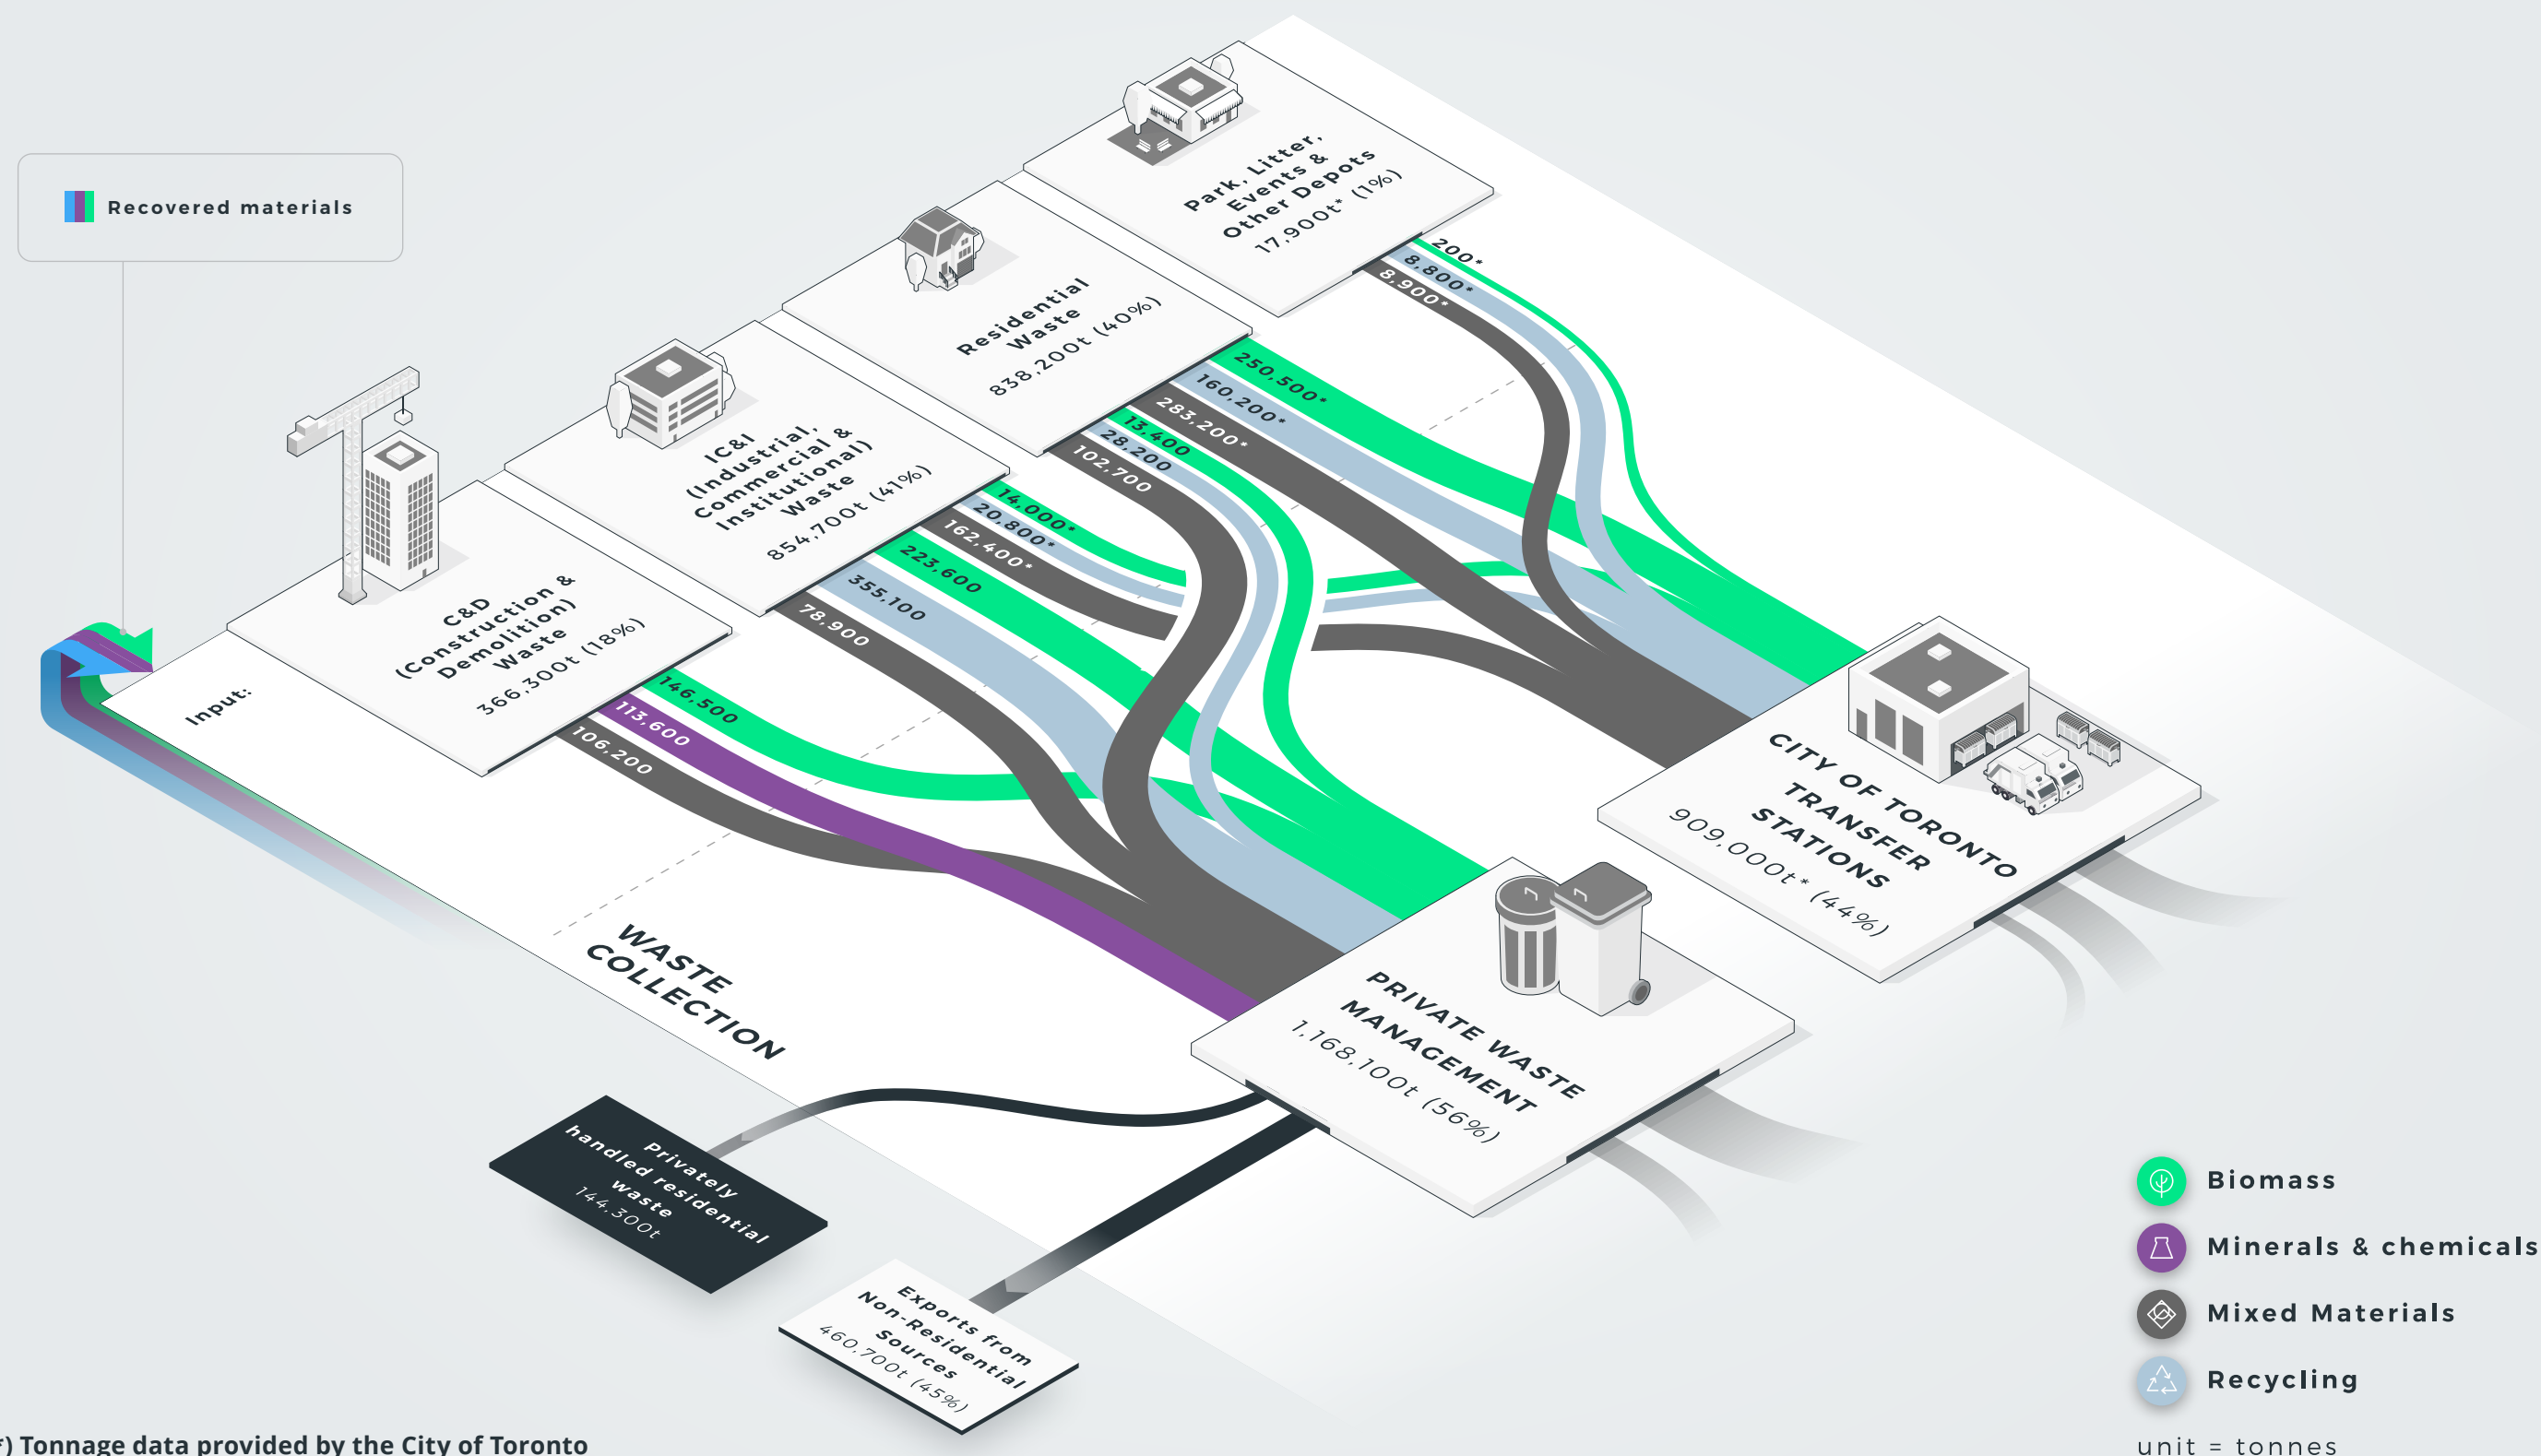 Recovered materials
Park, Litter,
Events &
Other Depots
17,900t* (1%)
Residential
Waste
838,200t (40%)
IC&I
(Industrial,
Commercial &
Institutional)
Waste
854,700t (41%)
C&D
(Construction &
Demolition)
Waste
366,300t (18%)
Input:
200*
8,800*
8,900*
250,500*
160,200*
283,200*
13,400
28,200
102,700
14,000*
20,800*
162,400*
223,600
355,100
78,900
146,500
113,600
106,200
WASTE
COLLECTION
CITY OF TORONTO
TRANSFER
STATIONS
909,000t* (44%)
PRIVATE WASTE
MANAGEMENT
1,168,100t (56%)
Privately
handled residential
waste
144,300t
Exports from
Non-Residential
Sources
460,700t (45%)
Biomass
Minerals & chemicals
Mixed Materials
Recycling
unit = tonnes
*) Tonnage data provided by the City of Toronto